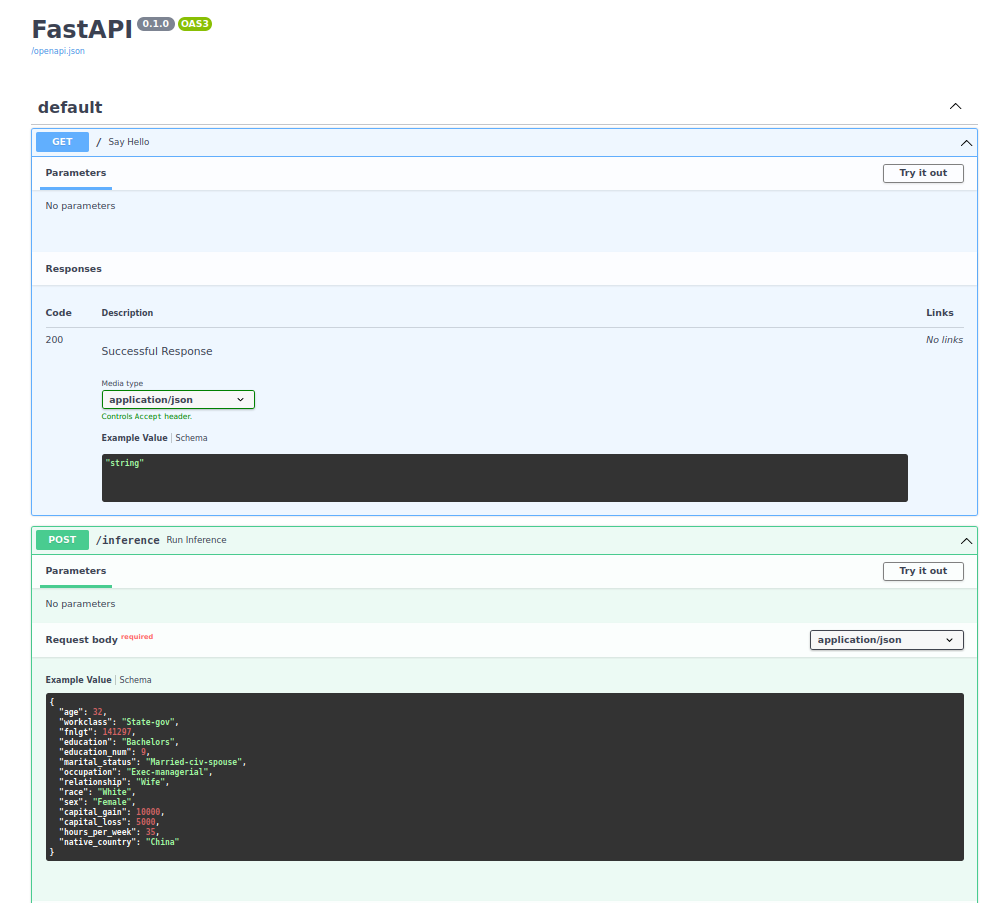 FastAPI 0.1.0 OAS3
/openapi.json
default
GET / Say Hello
Parameters Try it out
No parameters
Responses
Code Description Links
200 Successful Response No links
Media type
application/json
Controls Accept header.
Example Value | Schema
"string"
POST /inference Run Inference
Parameters Try it out
No parameters
Request body required application/json
Example Value | Schema
{
"age": 32,
"workclass": "State-gov",
"fnlgt": 141297,
"education": "Bachelors",
"education_num": 9,
"marital_status": "Married-civ-spouse",
"occupation": "Exec-managerial",
"relationship": "Wife",
"race": "White",
"sex": "Female",
"capital_gain": 10000,
"capital_loss": 5000,
"hours_per_week": 35,
"native_country": "China"
}